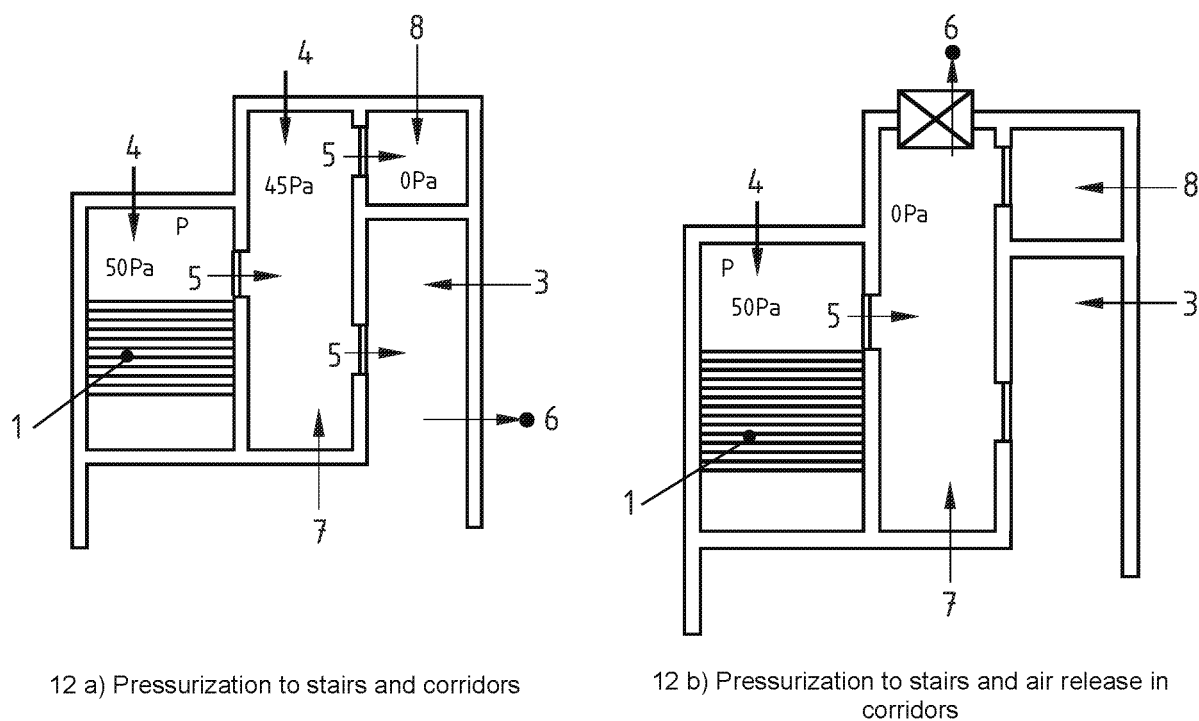 4
8
4
5
45Pa
0Pa
P
50Pa
5
3
5
1
6
7
12 a) Pressurization to stairs and corridors
6
4
8
0Pa
P
50Pa
5
3
1
7
12 b) Pressurization to stairs and air release in
corridors